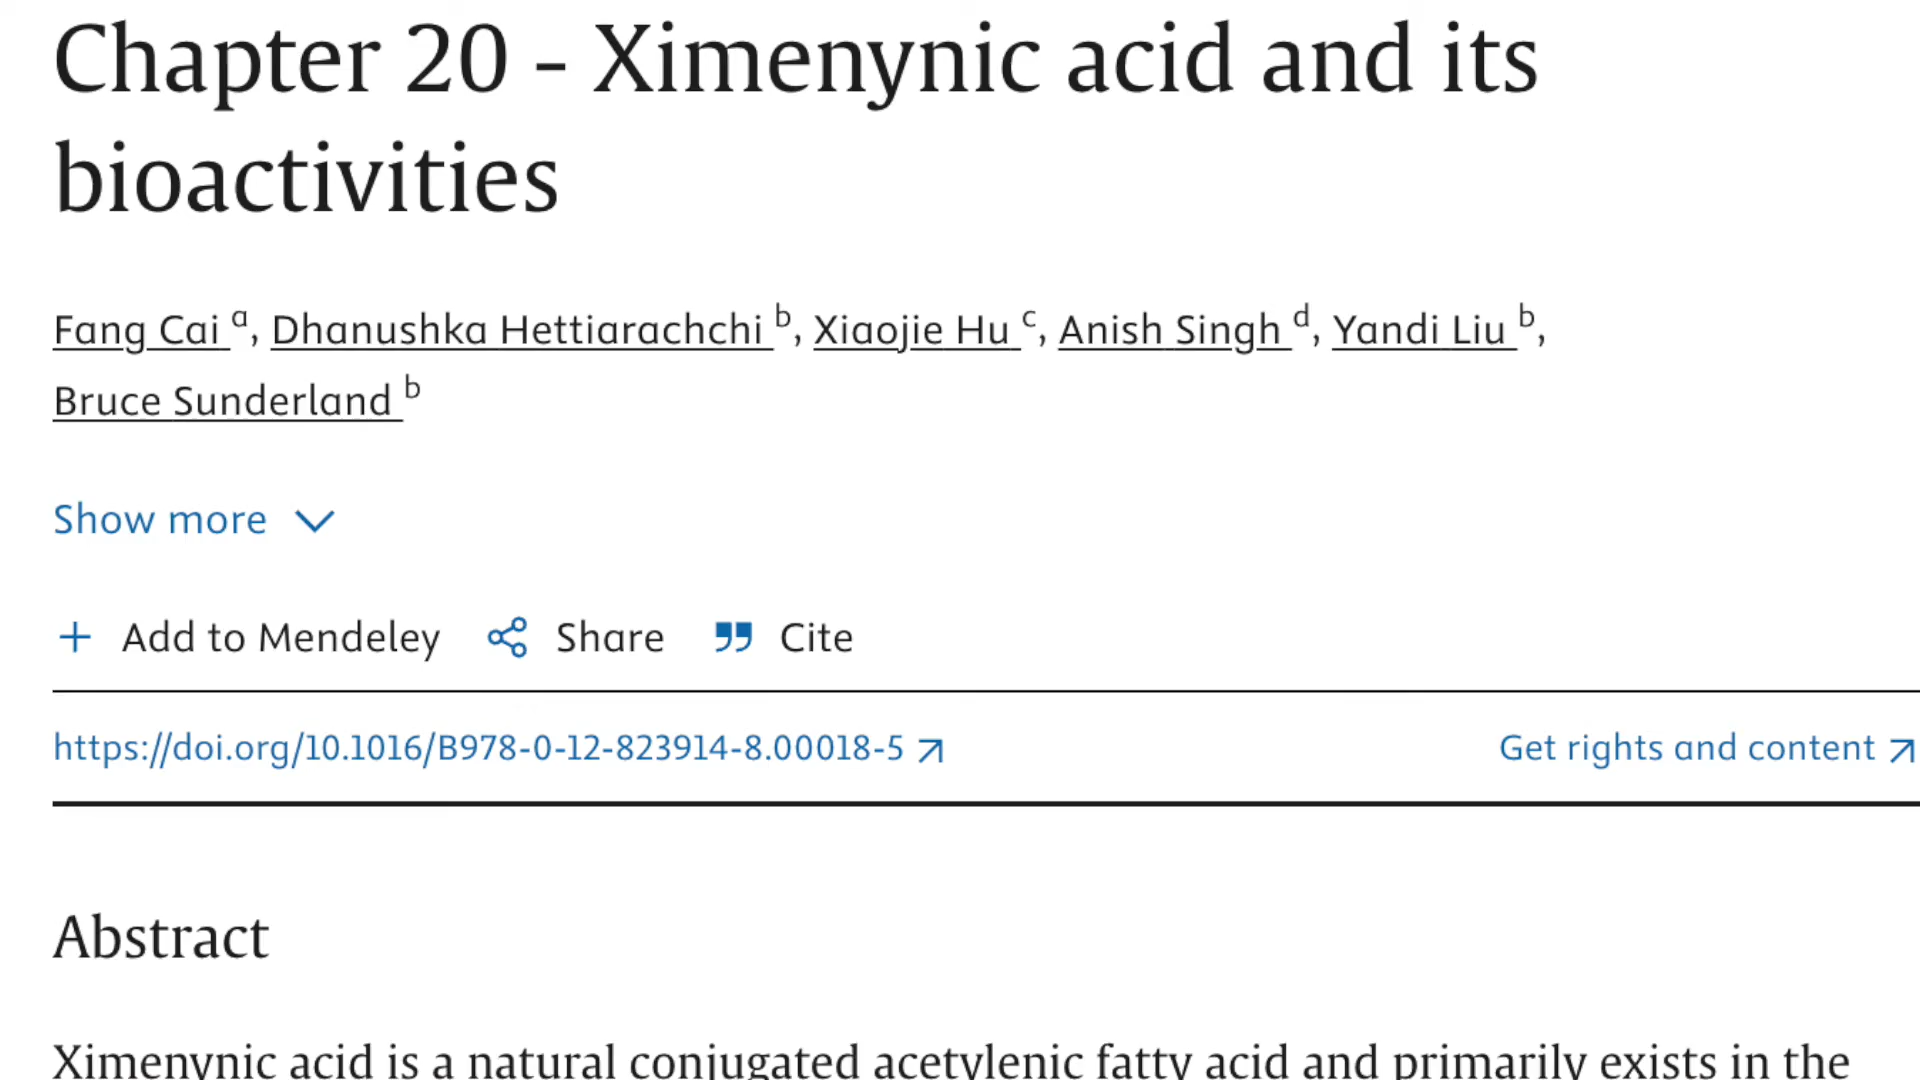 Chapter 20 - Ximenynic acid and its
bioactivities
Fang Cai a, Dhanushka Hettiarachchi b, Xiaojie Hu c, Anish Singh d, Yandi Liu b,
Bruce Sunderland b
Show more
Add to Mendeley Share Cite
https://doi.org/10.1016/B978-0-12-823914-8.00018-5 Get rights and content
Abstract
Ximenynic acid is a natural conjugated acetylenic fatty acid and primarily exists in the